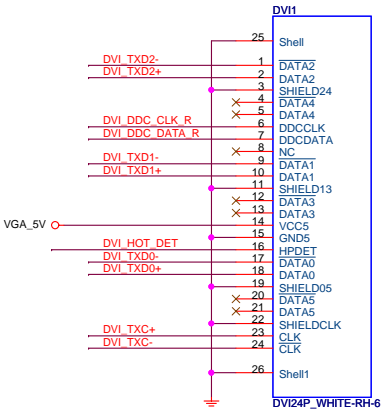 DVI1
25 Shell
DVI_TXD2- 1 DATA2
DVI_TXD2+ 2 DATA2
3 SHIELD24
4 DATA4
5 DATA4
DVI_DDC_CLK_R 6 DDCCLK
DVI_DDC_DATA_R 7 DDCDATA
8 NC
DVI_TXD1- 9 DATA1
DVI_TXD1+ 10 DATA1
11 SHIELD13
12 DATA3
13 DATA3
VGA_5V 14 VCC5
15 GND5
DVI_HOT_DET 16 HPDET
DVI_TXD0- 17 DATA0
DVI_TXD0+ 18 DATA0
19 SHIELD05
20 DATA5
21 DATA5
22 SHIELDCLK
DVI_TXC+ 23 CLK
DVI_TXC- 24 CLK
26 Shell1
DVI24P_WHITE-RH-6